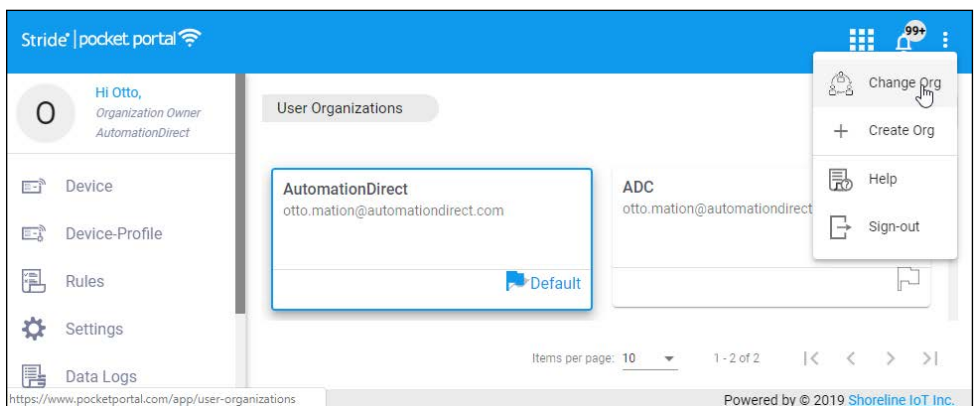 Stride® | pocket portal
99+
Hi Otto,
Organization Owner
AutomationDirect
O
User Organizations
Change Org
Create Org
Help
Sign-out
Device
Device-Profile
Rules
Settings
Data Logs
AutomationDirect
otto.mation@automationdirect.com
Default
ADC
otto.mation@automationdirect
Items per page: 10 1 - 2 of 2
https://www.pocketportal.com/app/user-organizations
Powered by © 2019 Shoreline IoT Inc.